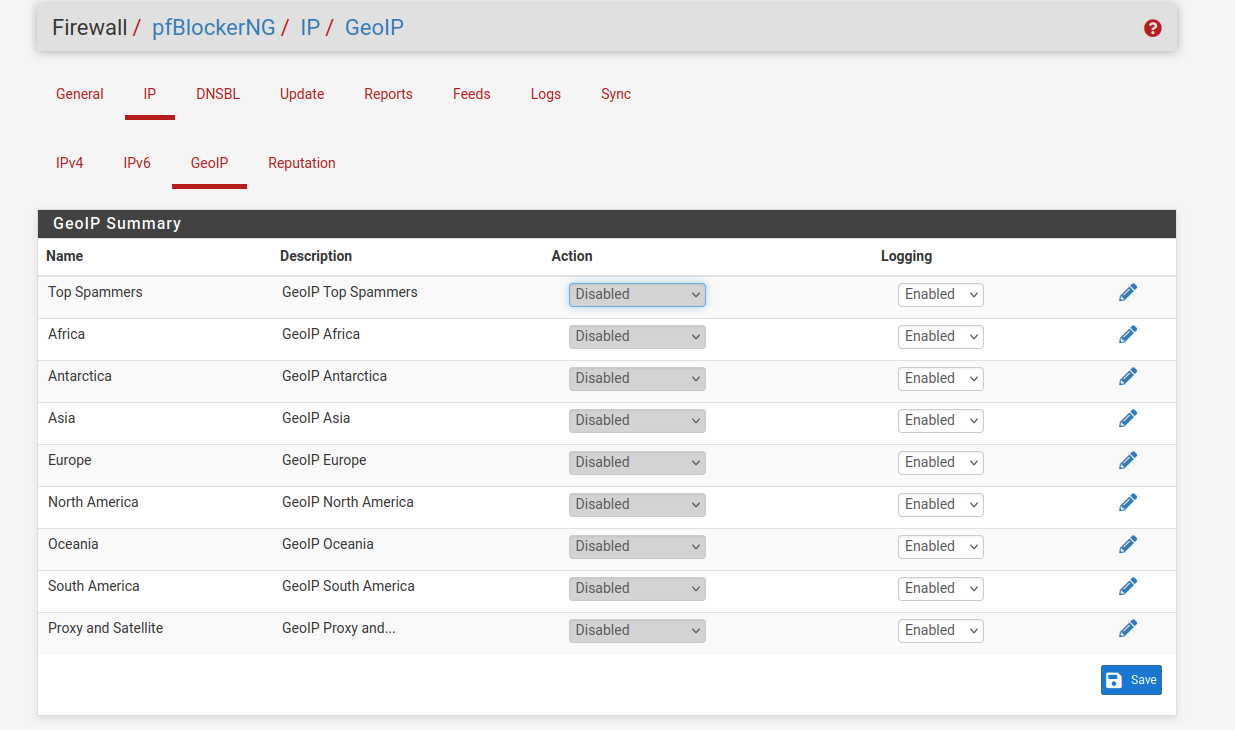 Firewall / pfBlockerNG / IP / GeoIP
General IP DNSBL Update Reports Feeds Logs Sync
IPv4 IPv6 GeoIP Reputation
GeoIP Summary
Name Description Action Logging
Top Spammers GeoIP Top Spammers Disabled Enabled
Africa GeoIP Africa Disabled Enabled
Antarctica GeoIP Antarctica Disabled Enabled
Asia GeoIP Asia Disabled Enabled
Europe GeoIP Europe Disabled Enabled
North America GeoIP North America Disabled Enabled
Oceania GeoIP Oceania Disabled Enabled
South America GeoIP South America Disabled Enabled
Proxy and Satellite GeoIP Proxy and... Disabled Enabled
Save